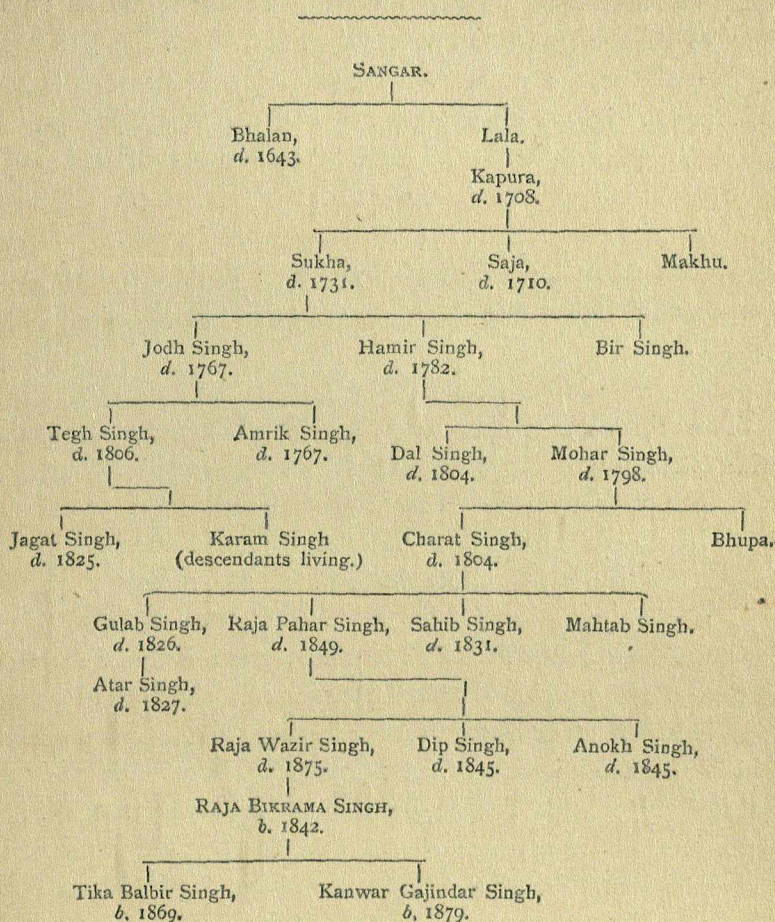 SANGAR.
Bhalan, Lala.
d. 1643.
Kapura,
d. 1708.
Sukha, Saja, Makhu.
d. 1731. d. 1710.
Jodh Singh, Hamir Singh, Bir Singh.
d. 1767. d. 1782.
Tegh Singh, Amrik Singh, Dal Singh, Mohar Singh,
d. 1806. d. 1767. d. 1804. d. 1798.
Jagat Singh, Karam Singh Charat Singh, Bhupa.
d. 1825. (descendants living.) d. 1804.
Gulab Singh, Raja Pahar Singh, Sahib Singh, Mahtab Singh.
d. 1826. d. 1849. d. 1831.
Atar Singh,
d. 1827.
Raja Wazir Singh, Dip Singh, Anokh Singh,
d. 1875. d. 1845. d. 1845.
RAJA BIKRAMA SINGH,
b. 1842.
Tika Balbir Singh, Kanwar Gajindar Singh,
b. 1869. b. 1879.